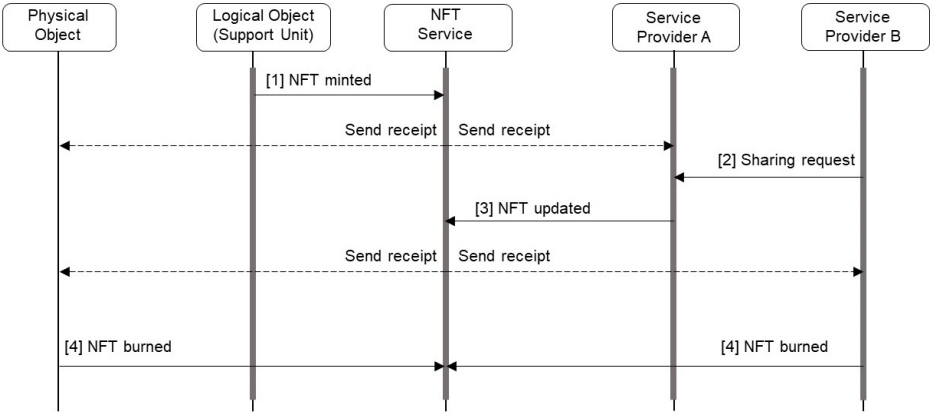 Physical
Object
Logical Object
(Support Unit)
NFT
Service
Service
Provider A
Service
Provider B
[1] NFT minted
Send receipt
Send receipt
[2] Sharing request
[3] NFT updated
Send receipt
Send receipt
[4] NFT burned
[4] NFT burned